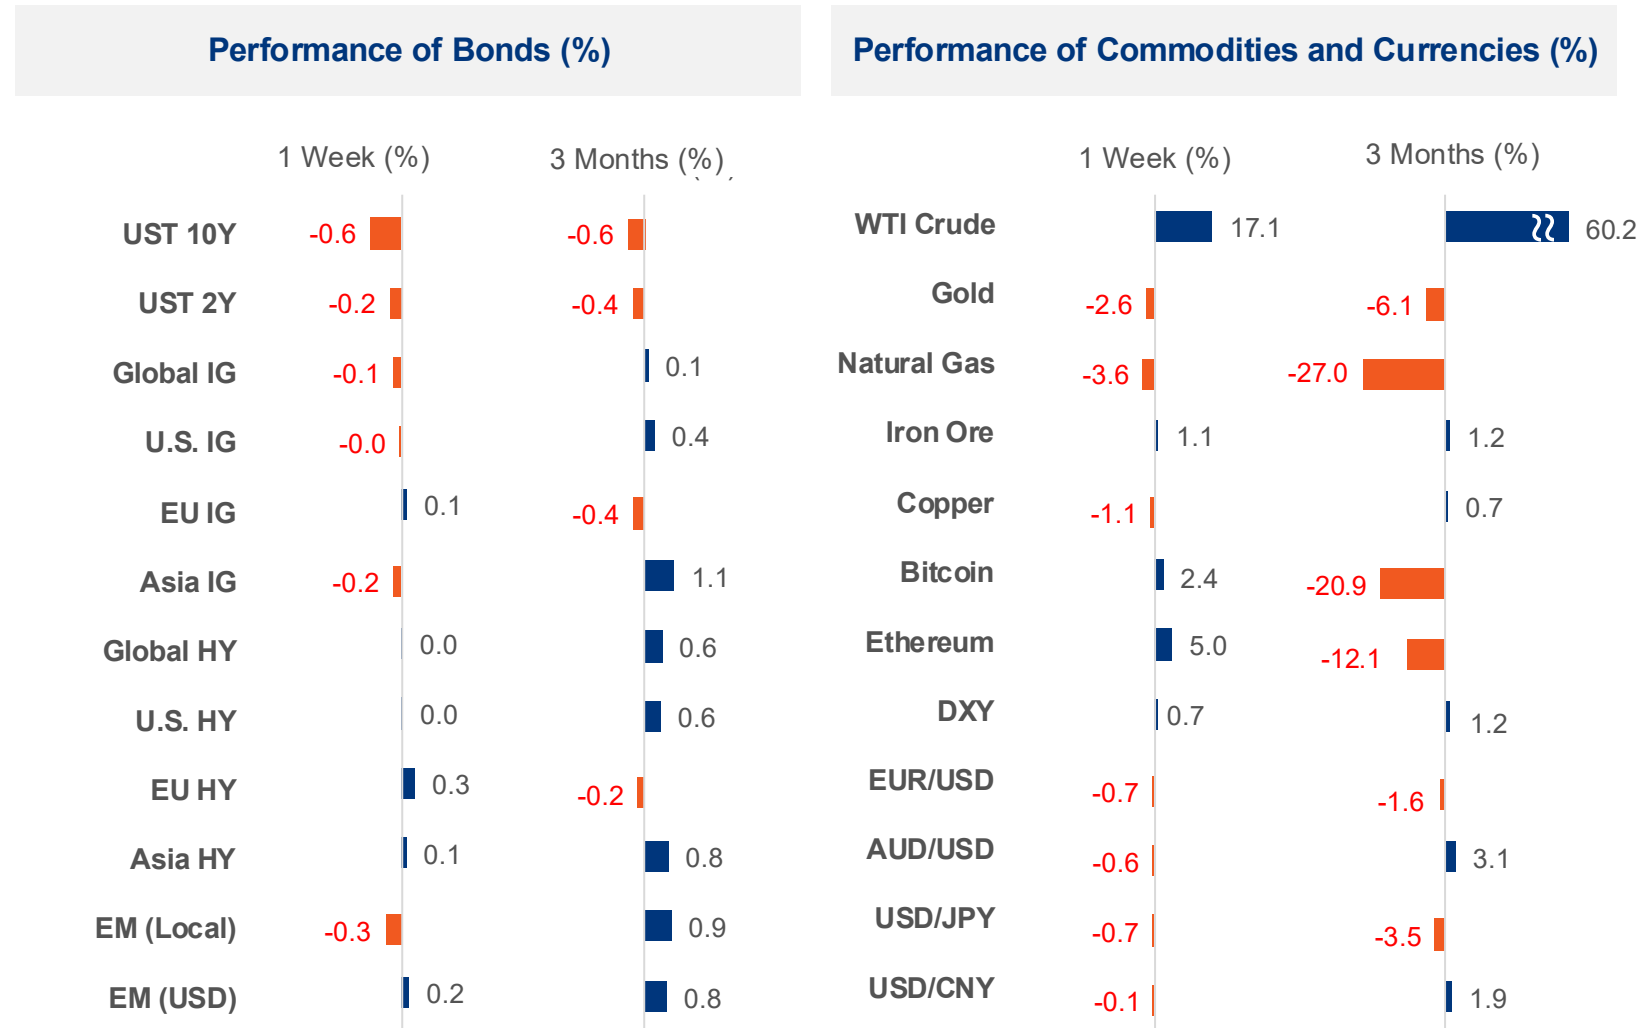 Performance of Bonds (%)
1 Week (%) 3 Months (%)
UST 10Y -0.6 -0.6
UST 2Y -0.2 -0.4
Global IG -0.1 0.1
U.S. IG -0.0 0.4
EU IG 0.1 -0.4
Asia IG -0.2 1.1
Global HY 0.0 0.6
U.S. HY 0.0 0.6
EU HY 0.3 -0.2
Asia HY 0.1 0.8
EM (Local) -0.3 0.9
EM (USD) 0.2 0.8
Performance of Commodities and Currencies (%)
1 Week (%) 3 Months (%)
WTI Crude 17.1 60.2
Gold -2.6 -6.1
Natural Gas -3.6 -27.0
Iron Ore 1.1 1.2
Copper -1.1 0.7
Bitcoin 2.4 -20.9
Ethereum 5.0 -12.1
DXY 0.7 1.2
EUR/USD -0.7 -1.6
AUD/USD -0.6 3.1
USD/JPY -0.7 -3.5
USD/CNY -0.1 1.9